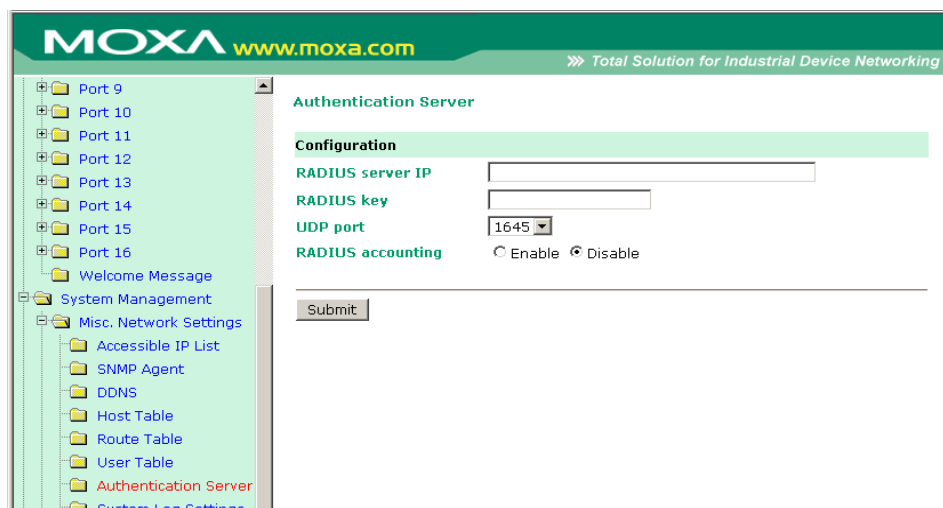 MOXA www.moxa.com
Total Solution for Industrial Device Networking
Port 9
Port 10
Port 11
Port 12
Port 13
Port 14
Port 15
Port 16
Welcome Message
System Management
Misc. Network Settings
Accessible IP List
SNMP Agent
DDNS
Host Table
Route Table
User Table
Authentication Server
System Log Settings
Authentication Server
Configuration
RADIUS server IP
RADIUS key
UDP port 1645
RADIUS accounting Enable Disable
Submit